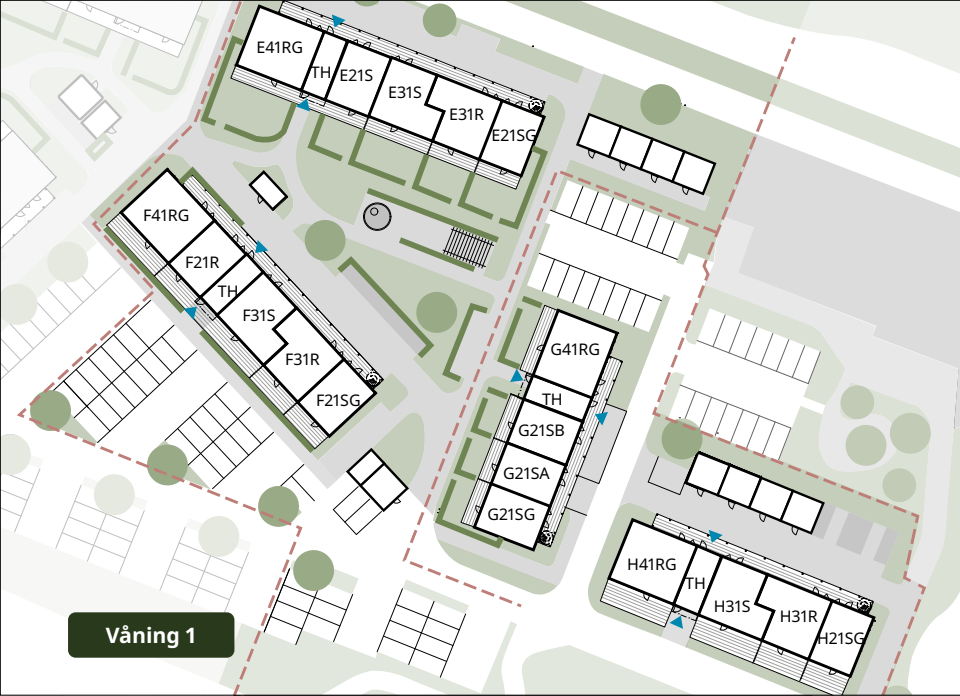 E41RG
TH
E21S
E31S
E31R
E21SG
F41RG
F21R
TH
F31S
F31R
F21SG
G41RG
TH
G21SB
G21SA
G21SG
H41RG
TH
H31S
H31R
H21SG
Våning 1